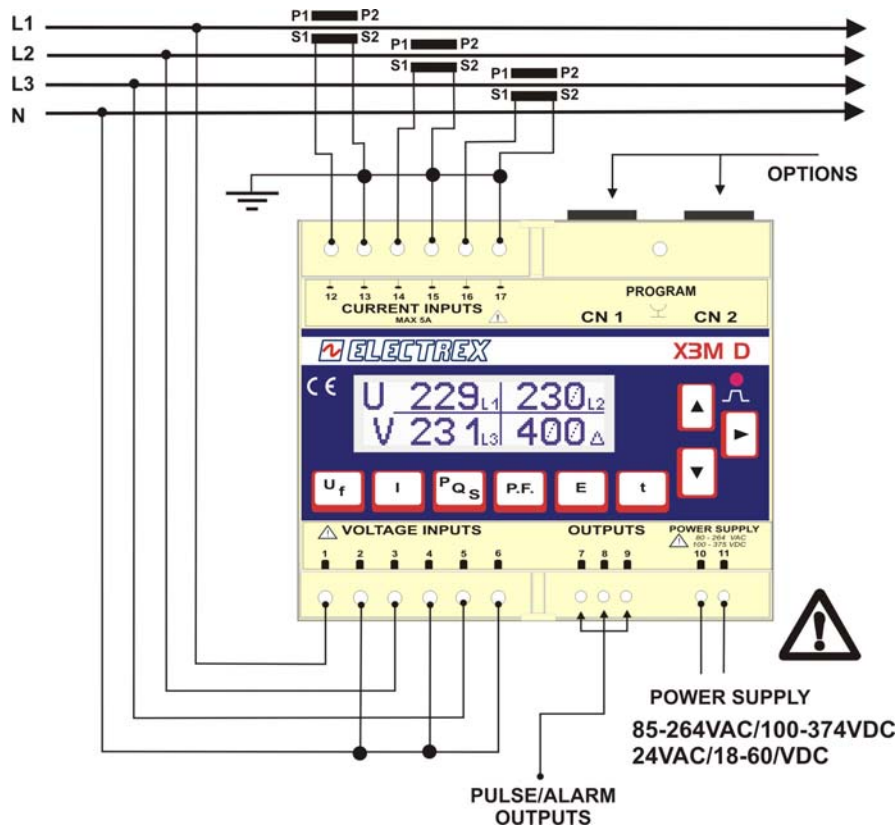 L1
P1 P2
S1 S2
L2
P1 P2
S1 S2
L3
P1 P2
S1 S2
N
OPTIONS
12 13 14 15 16 17
CURRENT INPUTS
MAX 5A
PROGRAM
CN 1 CN 2
ELECTREX
X3M D
CE
U 229 L1 230 L2
V 231 L3 400 Δ
Uf I PQS P.F. E t
VOLTAGE INPUTS
OUTPUTS
POWER SUPPLY
80 - 264 VAC
100 - 375 VDC
1 2 3 4 5 6 7 8 9 10 11
POWER SUPPLY
85-264VAC/100-374VDC
24VAC/18-60/VDC
PULSE/ALARM
OUTPUTS